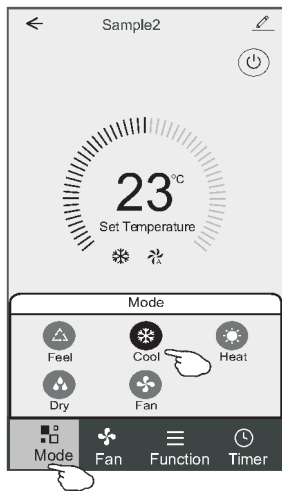 Sample2
23°C
Set Temperature
A
Mode
Feel Cool Heat
Dry Fan
Mode Fan Function Timer